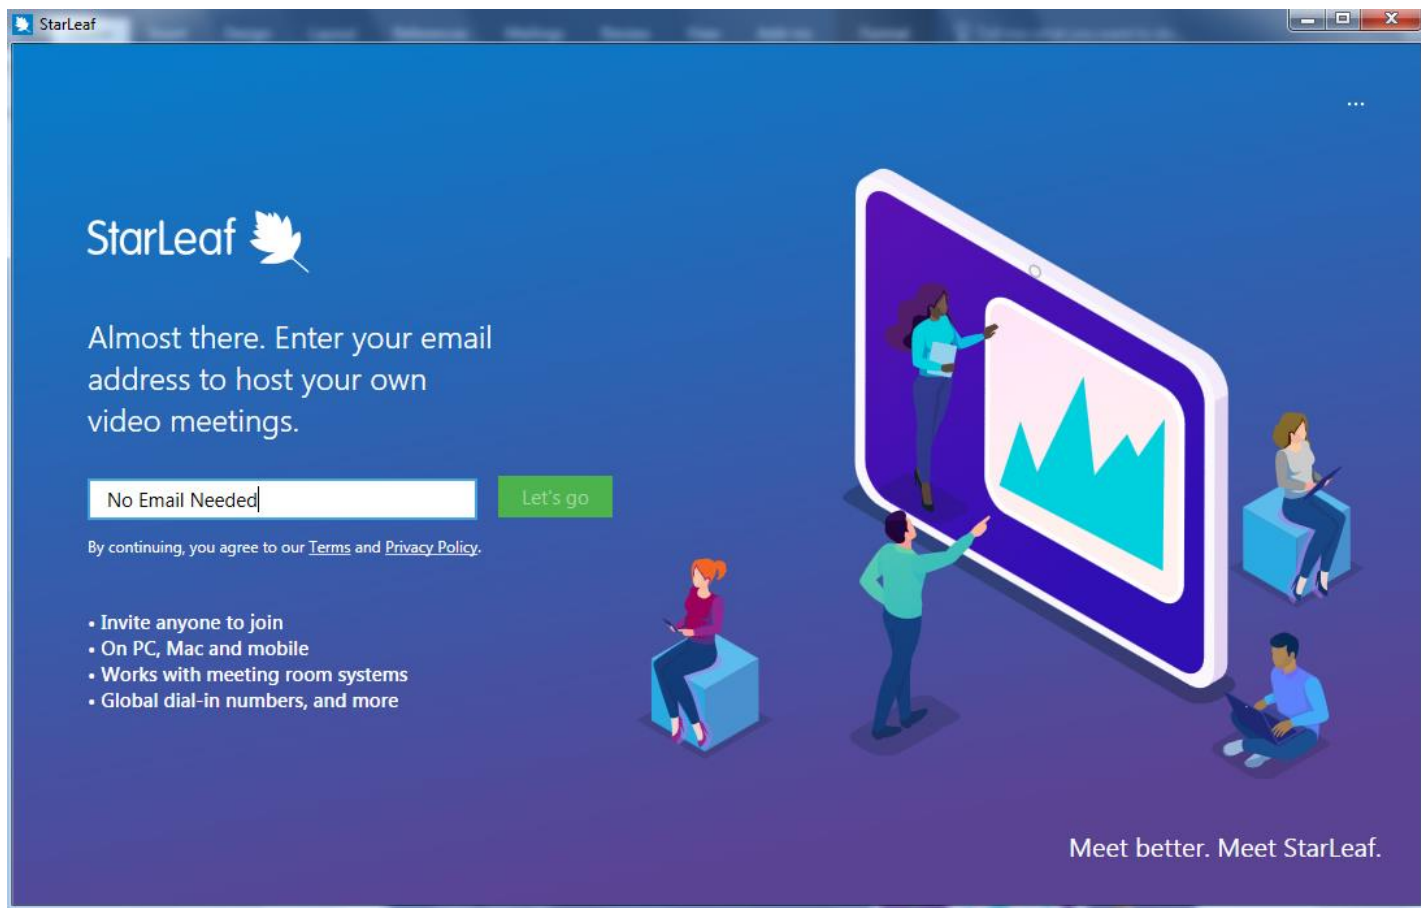 StarLeaf
...
StarLeaf
Almost there. Enter your email
address to host your own
video meetings.
No Email Needed
Let's go
By continuing, you agree to our Terms and Privacy Policy.
• Invite anyone to join
• On PC, Mac and mobile
• Works with meeting room systems
• Global dial-in numbers, and more
Meet better. Meet StarLeaf.